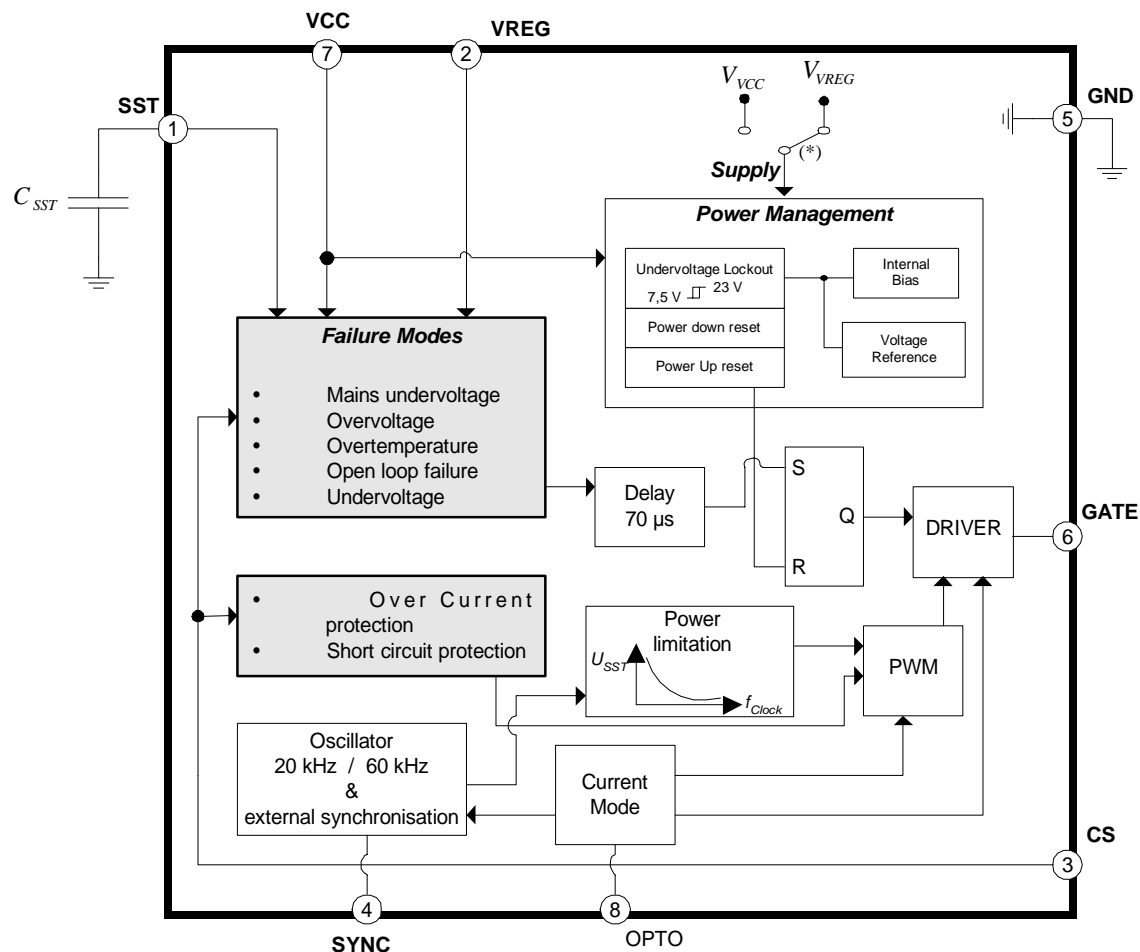 VCC
VREG
7
2
V_VCC
V_VREG
SST
1
GND
5
(*)
Supply
C_SST
Power Management
Undervoltage Lockout
7,5 V
23 V
Power down reset
Power Up reset
Internal
Bias
Voltage
Reference
Failure Modes
• Mains undervoltage
• Overvoltage
• Overtemperature
• Open loop failure
• Undervoltage
Delay
70 µs
S
Q
R
DRIVER
GATE
6
• Over Current
protection
• Short circuit protection
Power
limitation
U_SST
f_Clock
PWM
Oscillator
20 kHz / 60 kHz
&
external synchronisation
Current
Mode
CS
3
4
8
SYNC
OPTO